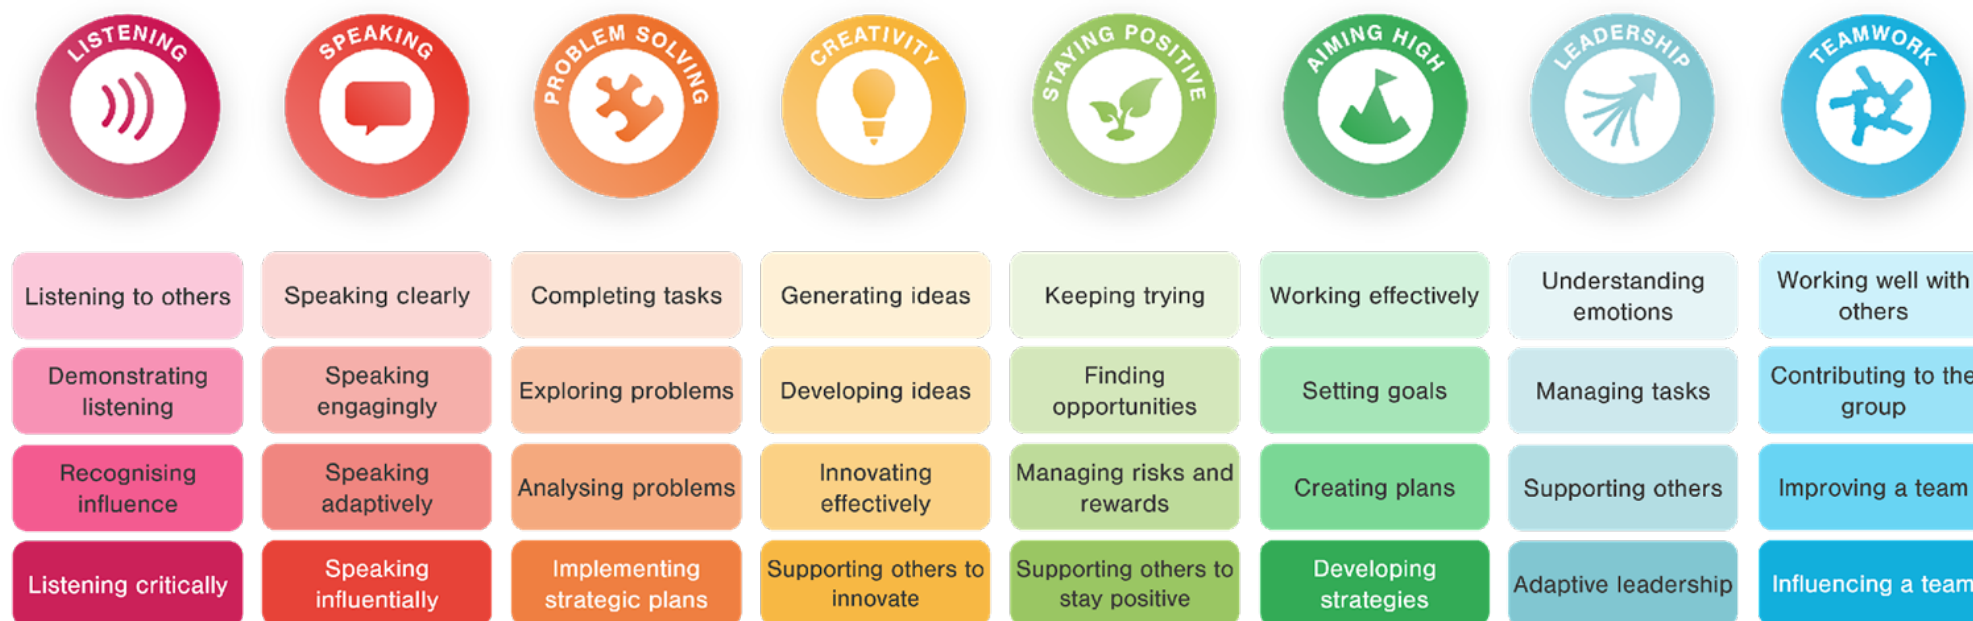 LISTENING
SPEAKING
PROBLEM SOLVING
CREATIVITY
STAYING POSITIVE
AIMING HIGH
LEADERSHIP
TEAMWORK
Listening to others
Speaking clearly
Completing tasks
Generating ideas
Keeping trying
Working effectively
Understanding
emotions
Working well with
others
Demonstrating
listening
Speaking
engagingly
Exploring problems
Developing ideas
Finding
opportunities
Setting goals
Managing tasks
Contributing to the
group
Recognising
influence
Speaking
adaptively
Analysing problems
Innovating
effectively
Managing risks and
rewards
Creating plans
Supporting others
Improving a team
Listening critically
Speaking
influentially
Implementing
strategic plans
Supporting others to
innovate
Supporting others to
stay positive
Developing
strategies
Adaptive leadership
Influencing a team